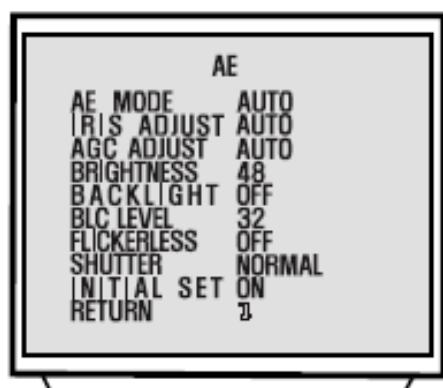 AE
AE MODE AUTO
IRIS ADJUST AUTO
AGC ADJUST AUTO
BRIGHTNESS 48
BACKLIGHT OFF
BLC LEVEL 32
FLICKERLESS OFF
SHUTTER NORMAL
INITIAL SET ON
RETURN ↵